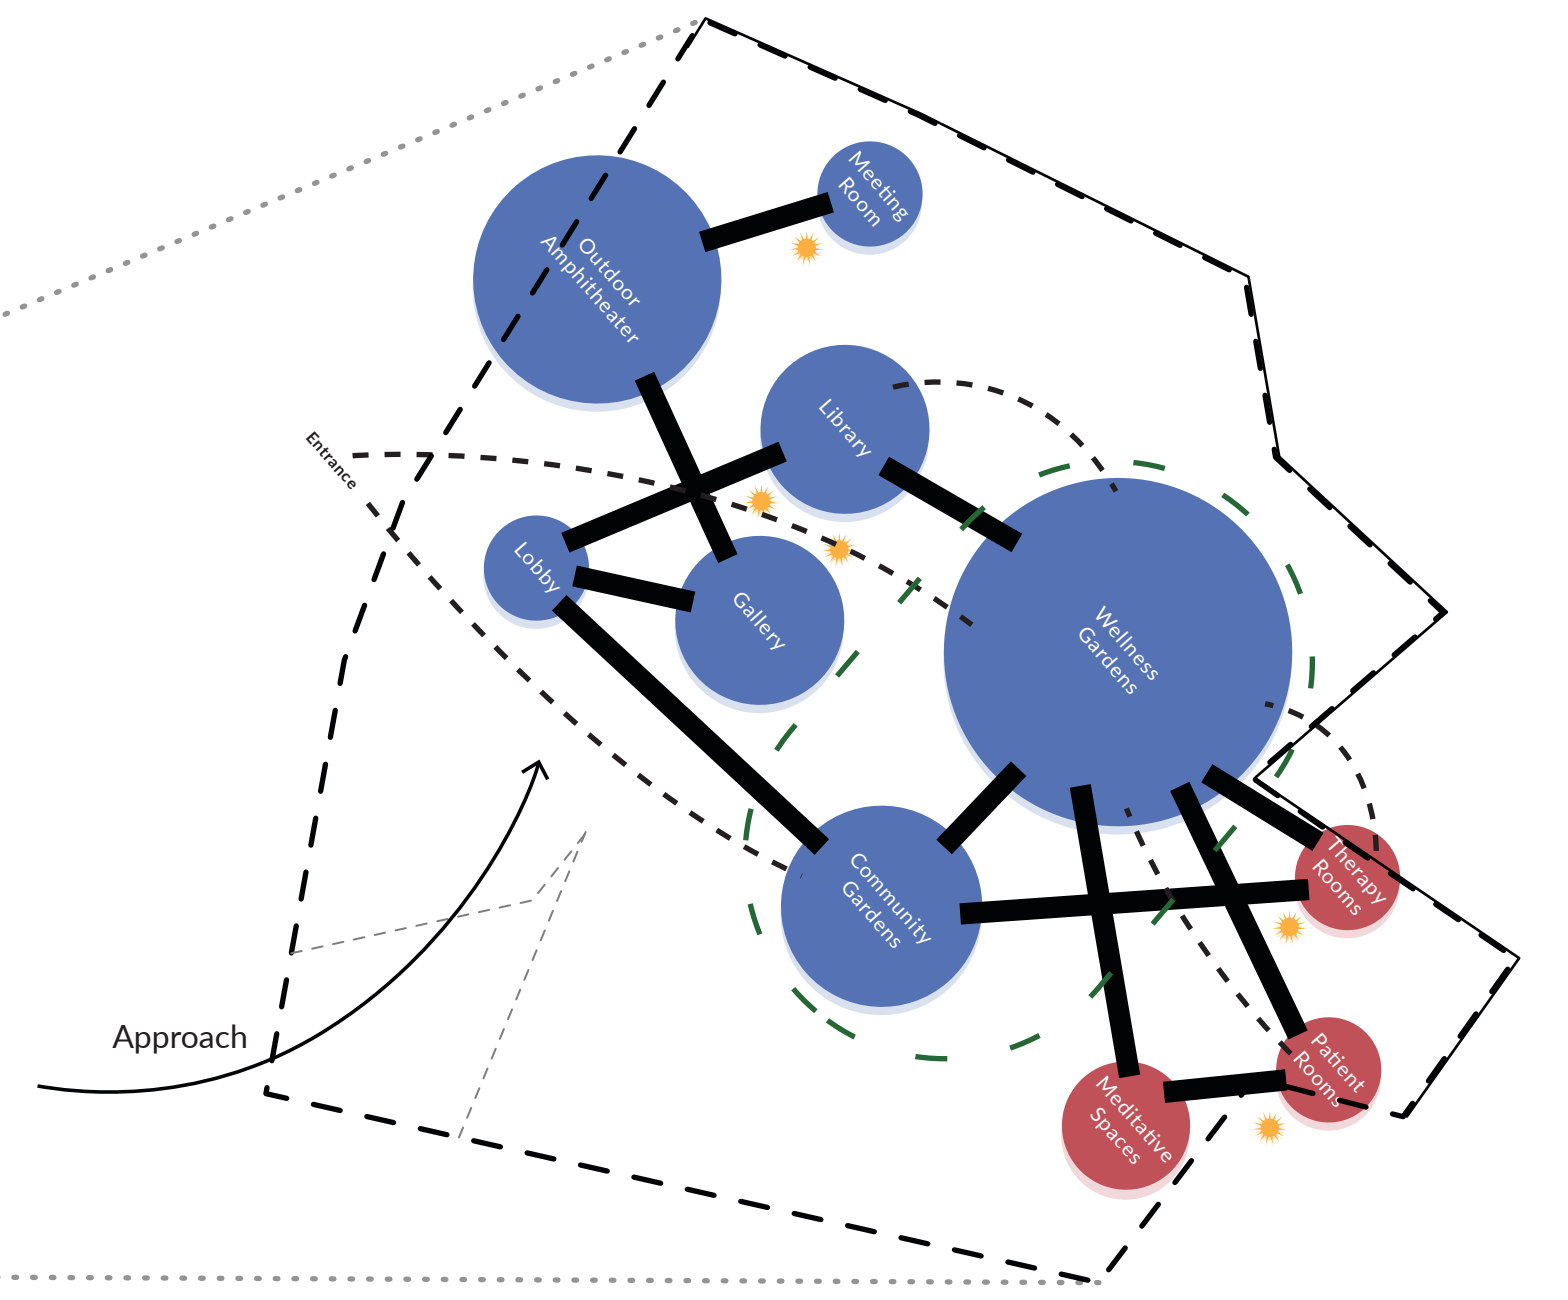 Meeting
Room
Outdoor
Amphitheater
Library
Entrance
Lobby
Gallery
Wellness
Gardens
Community
Gardens
Therapy
Rooms
Approach
Patient
Rooms
Meditative
Spaces